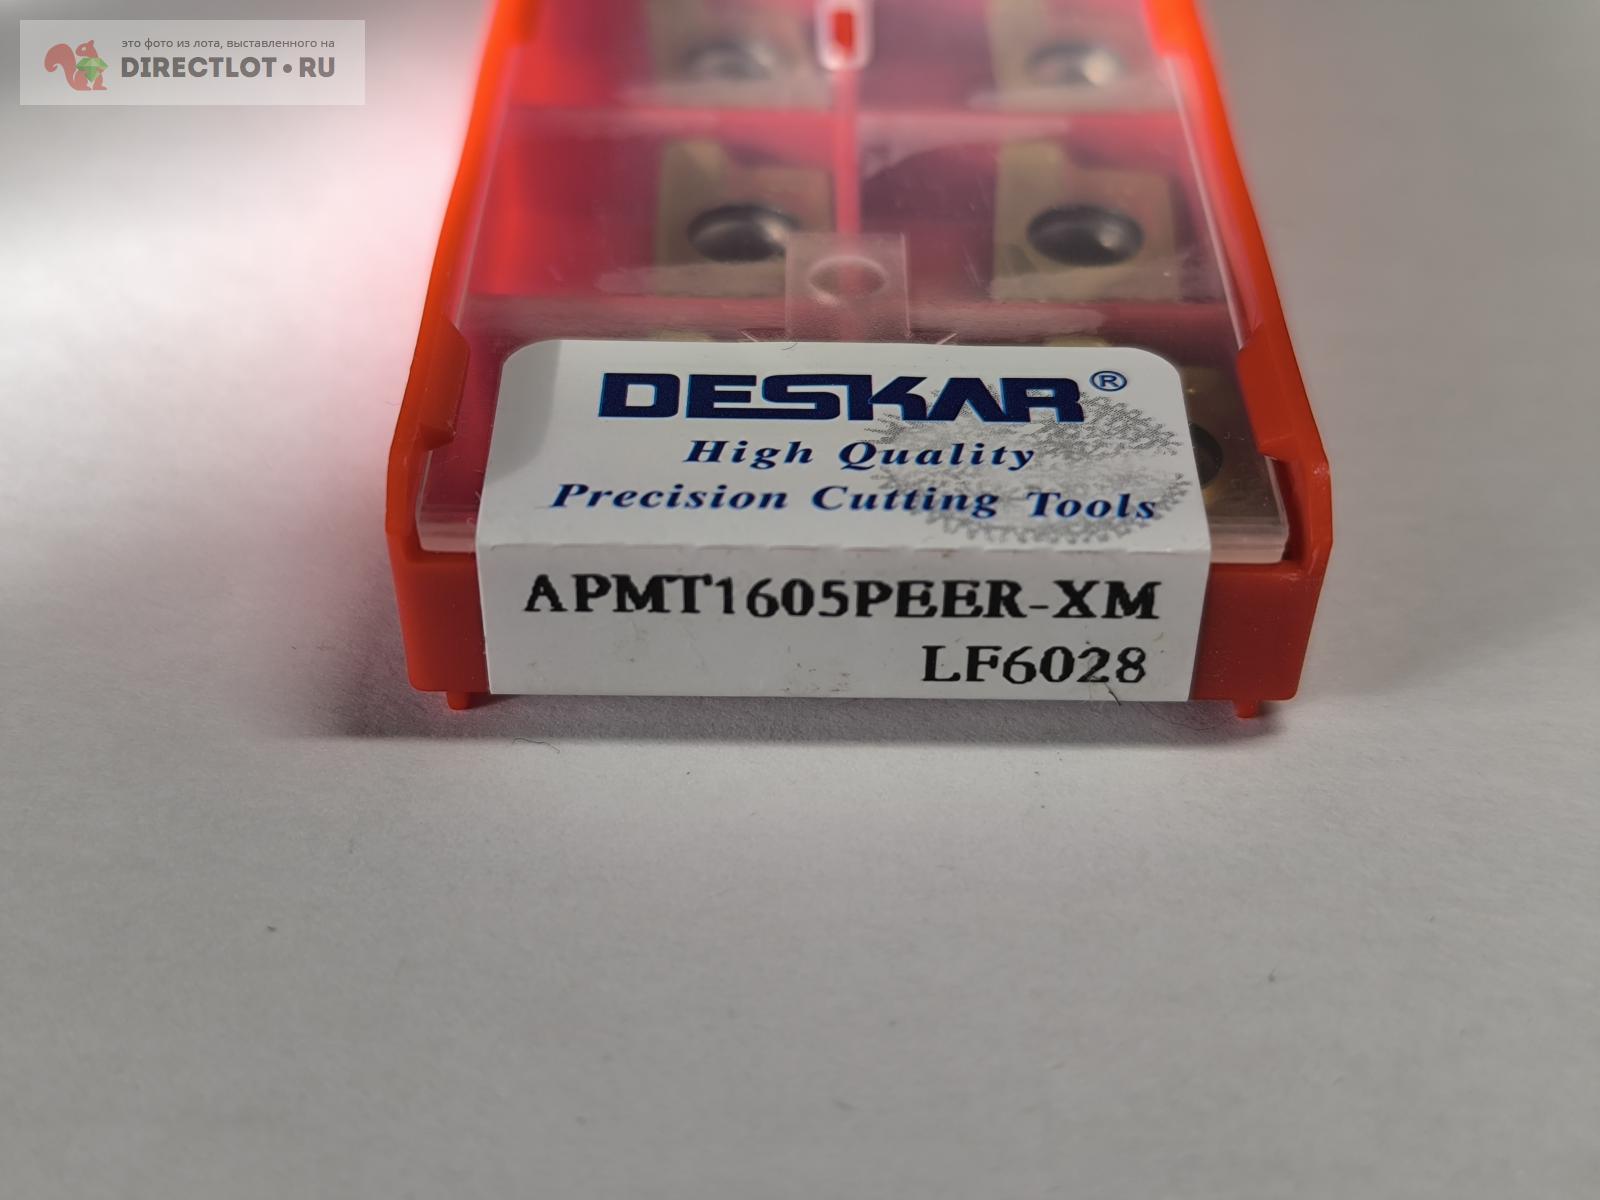 это фото из лота, выставленного на
DIRECTLOT•RU
DESKAR®
High Quality
Precision Cutting Tools
APMT1605PEER-XM
LF6028